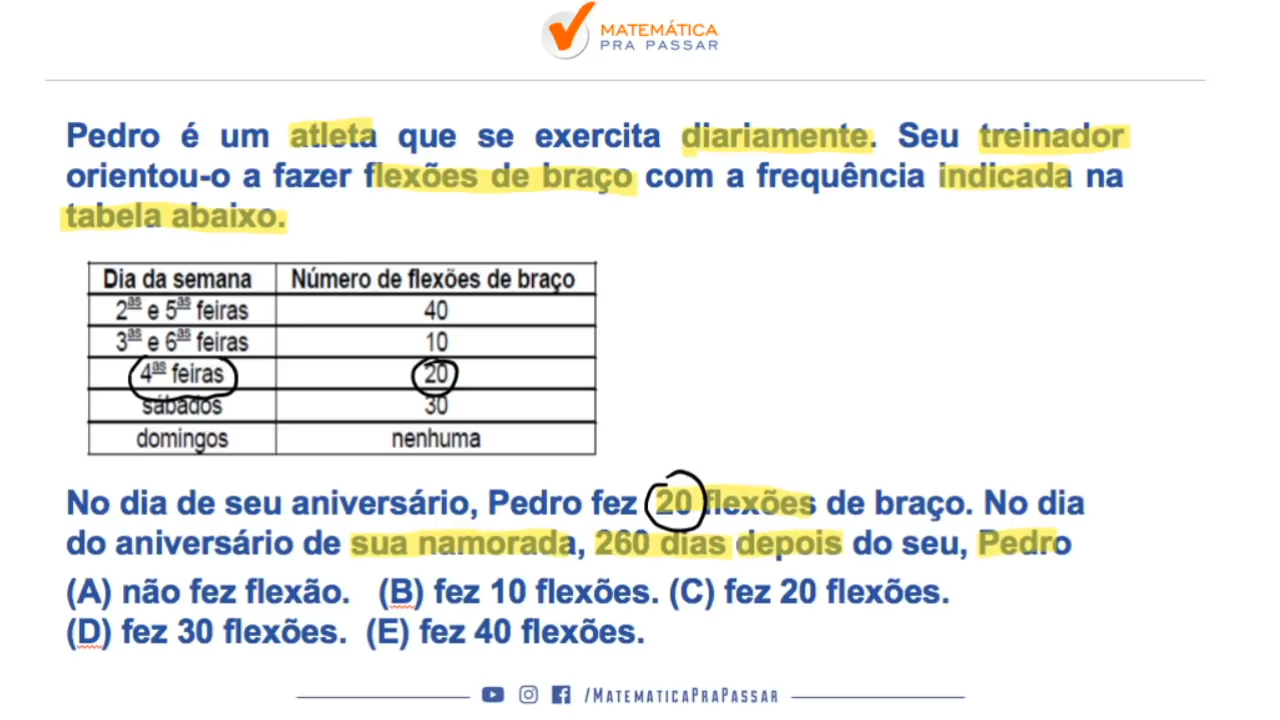 MATEMÁTICA
PRA PASSAR
Pedro é um atleta que se exercita diariamente. Seu treinador
orientou-o a fazer flexões de braço com a frequência indicada na
tabela abaixo.
Dia da semana Número de flexões de braço
2ªs e 5ªs feiras 40
3ªs e 6ªs feiras 10
4ªs feiras 20
sábados 30
domingos nenhuma
No dia de seu aniversário, Pedro fez 20 flexões de braço. No dia
do aniversário de sua namorada, 260 dias depois do seu, Pedro
(A) não fez flexão. (B) fez 10 flexões. (C) fez 20 flexões.
(D) fez 30 flexões. (E) fez 40 flexões.
/MATEMATICAPRAPASSAR